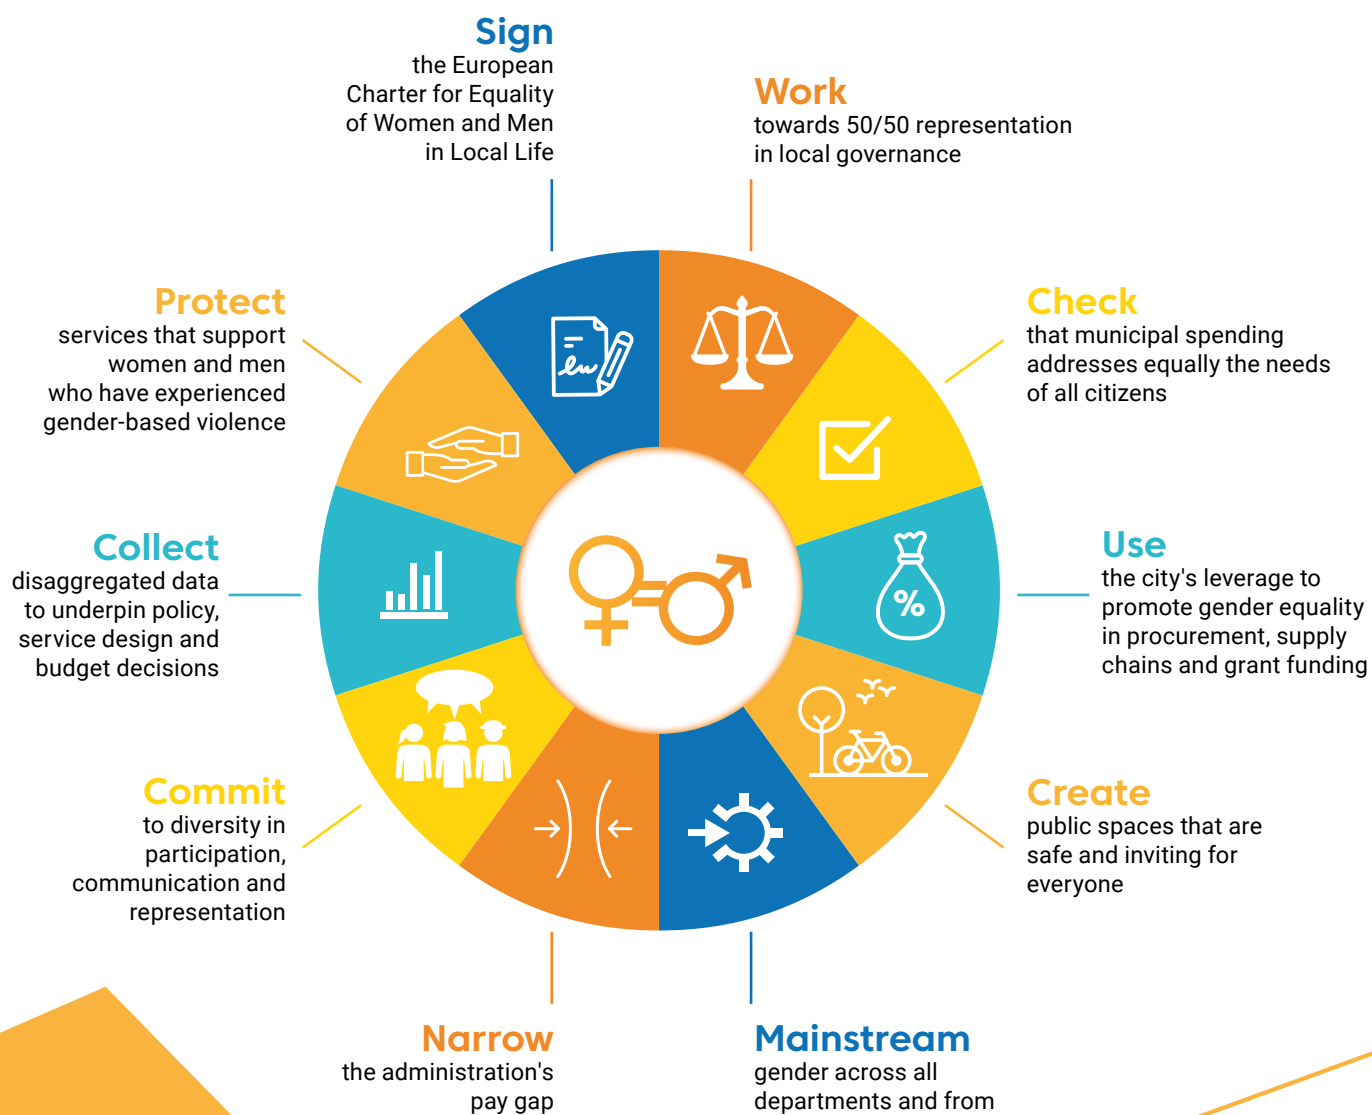 Sign
the European
Charter for Equality
of Women and Men
in Local Life
Work
towards 50/50 representation
in local governance
Check
that municipal spending
addresses equally the needs
of all citizens
Use
the city's leverage to
promote gender equality
in procurement, supply
chains and grant funding
Create
public spaces that are
safe and inviting for
everyone
Mainstream
gender across all
departments and from
Narrow
the administration's
pay gap
Commit
to diversity in
participation,
communication and
representation
Collect
disaggregated data
to underpin policy,
service design and
budget decisions
Protect
services that support
women and men
who have experienced
gender-based violence
%